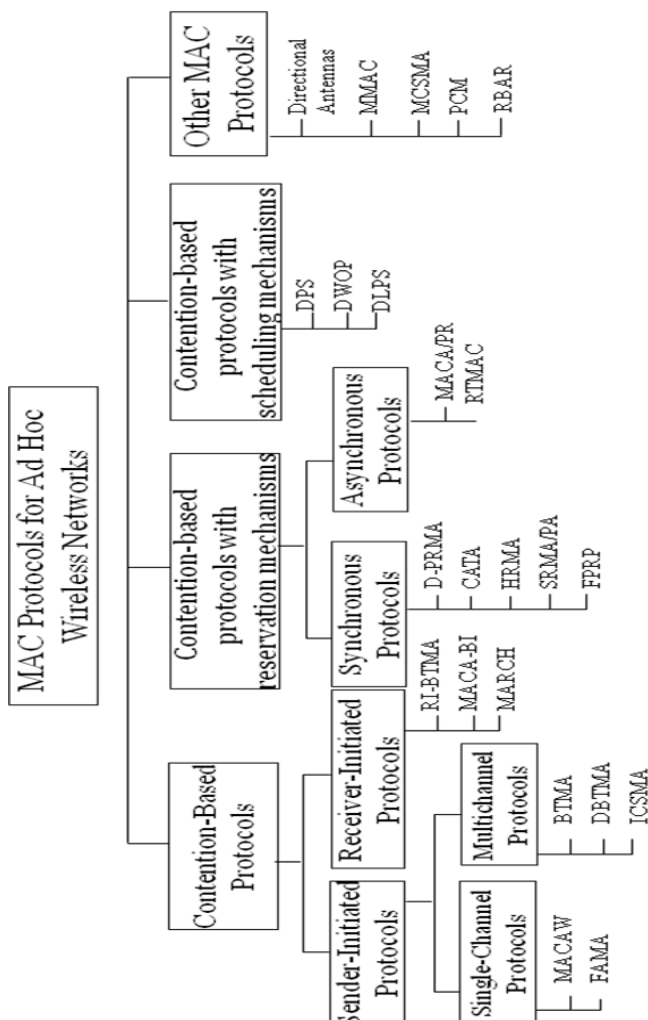 MAC Protocols for Ad Hoc
Wireless Networks
Contention-Based
Protocols
Contention-based
protocols with
reservation mechanisms
Contention-based
protocols with
scheduling mechanisms
Other MAC
Protocols
Sender-Initiated
Protocols
Receiver-Initiated
Protocols
Synchronous
Protocols
Asynchronous
Protocols
DPS
DWOP
DLPS
Directional
Antennas
MMAC
MCSMA
PCM
RBAR
Single-Channel
Protocols
Multichannel
Protocols
RI-BTMA
MACA-BI
MARCH
D-PRMA
CATA
HRMA
SRMA/PA
FPRP
MACA/PR
RTMAC
MACAW
FAMA
BTMA
DBTMA
ICSMA